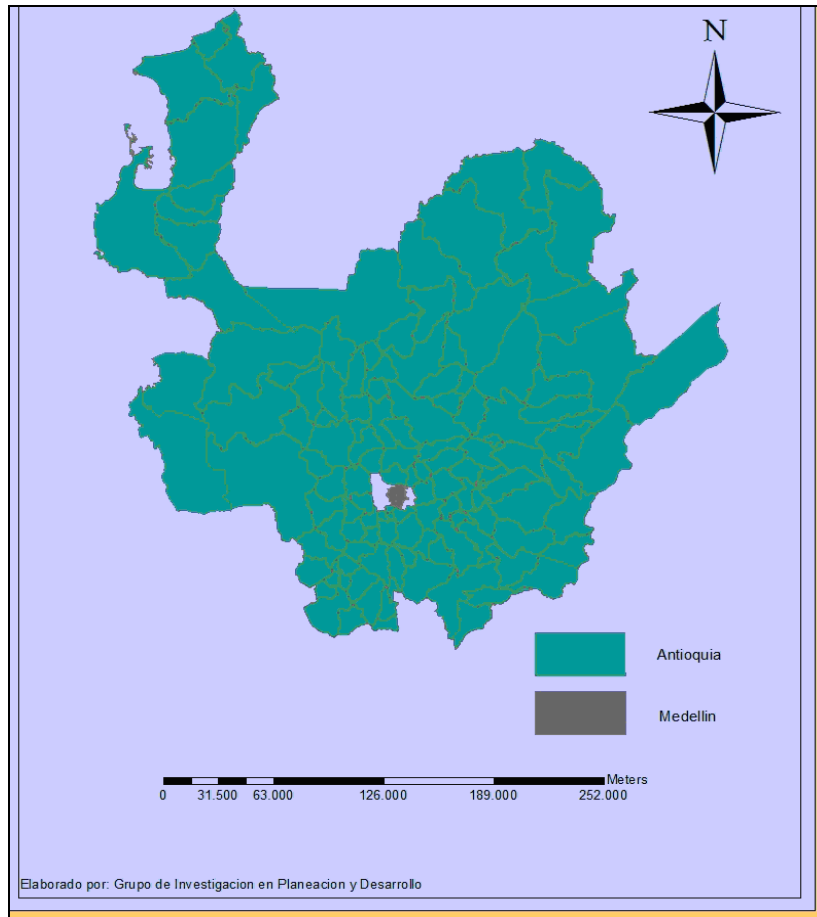 N
Antioquia
Medellin
Meters
0 31.500 63.000 126.000 189.000 252.000
Elaborado por: Grupo de Investigacion en Planeacion y Desarrollo